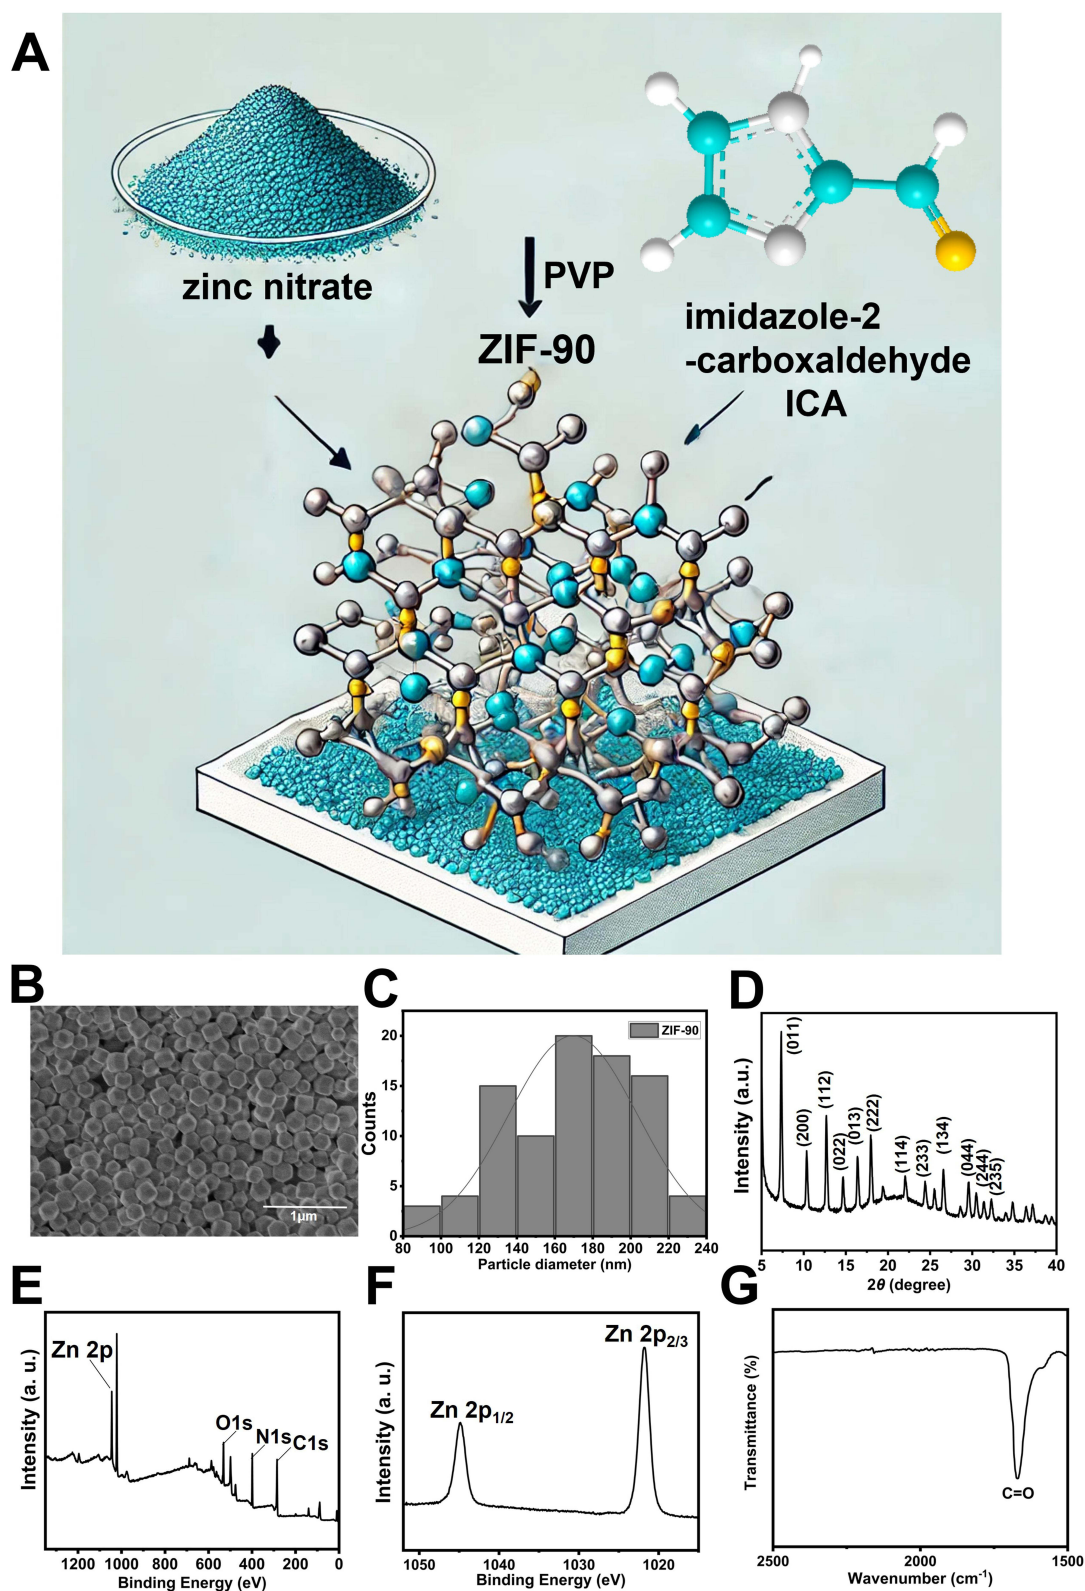 A
zinc nitrate
PVP
ZIF-90
imidazole-2
-carboxaldehyde
ICA
B
1μm
C
ZIF-90
Counts
20
15
10
5
0
80 100 120 140 160 180 200 220 240
Particle diameter (nm)
D
Intensity (a.u.)
(011)
(200)
(112)
(022)
(013)
(222)
(114)
(233)
(134)
(044)
(244)
(235)
5 10 15 20 25 30 35 40
2θ (degree)
E
Intensity (a. u.)
Zn 2p
O1s
N1s
C1s
1200 1000 800 600 400 200 0
Binding Energy (eV)
F
Intensity (a. u.)
Zn 2p1/2
Zn 2p2/3
1050 1040 1030 1020
Binding Energy (eV)
G
Transmittance (%)
C=O
2500 2000 1500
Wavenumber (cm⁻¹)